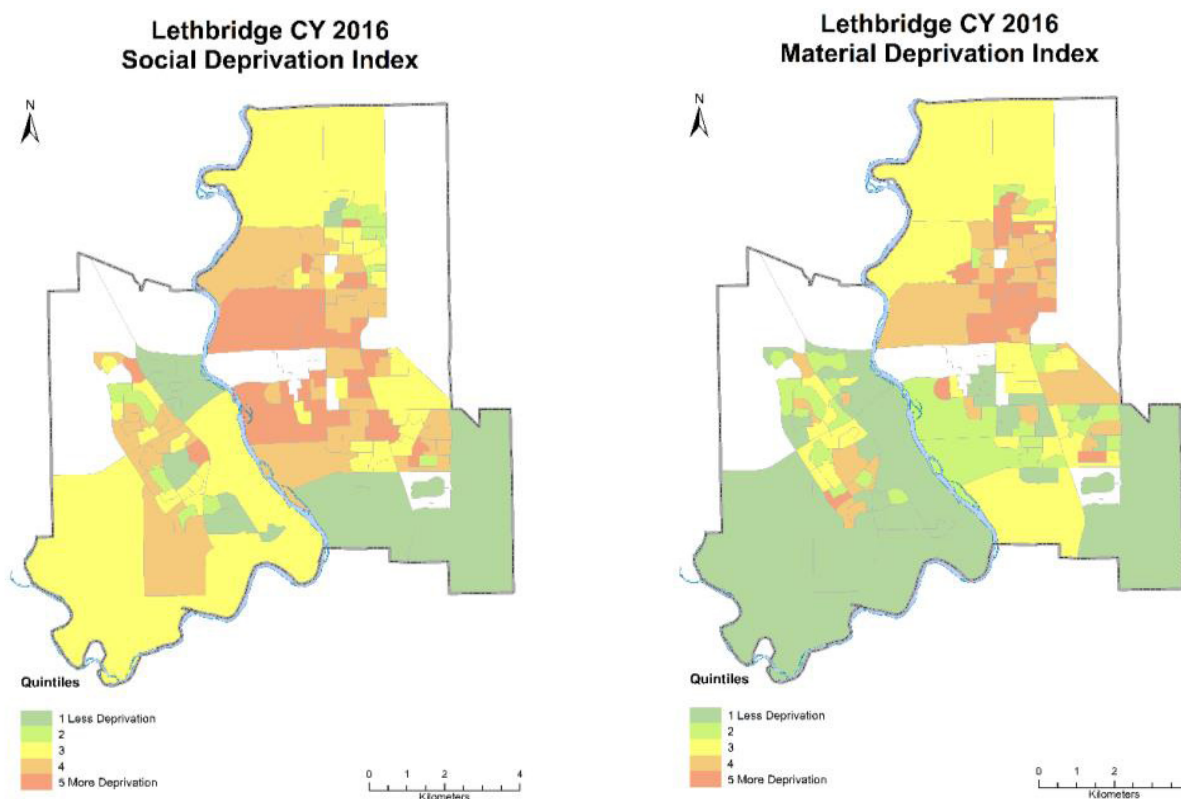 Lethbridge CY 2016
Social Deprivation Index
N
Quintiles
1 Less Deprivation
2
3
4
5 More Deprivation
0 1 2 4
Kilometers
Lethbridge CY 2016
Material Deprivation Index
N
Quintiles
1 Less Deprivation
2
3
4
5 More Deprivation
0 1 2
Kilometers